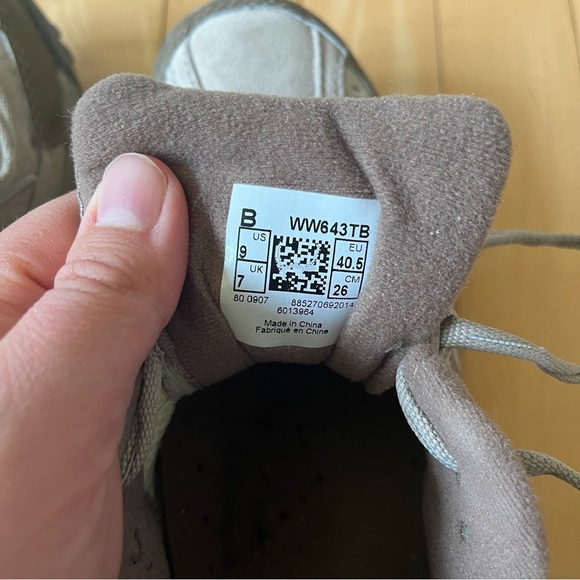 B WW643TB
US 9 EU 40.5
UK 7 CM 26
80 0907 885270692014
6013964
Made in China
Fabriqué en Chine